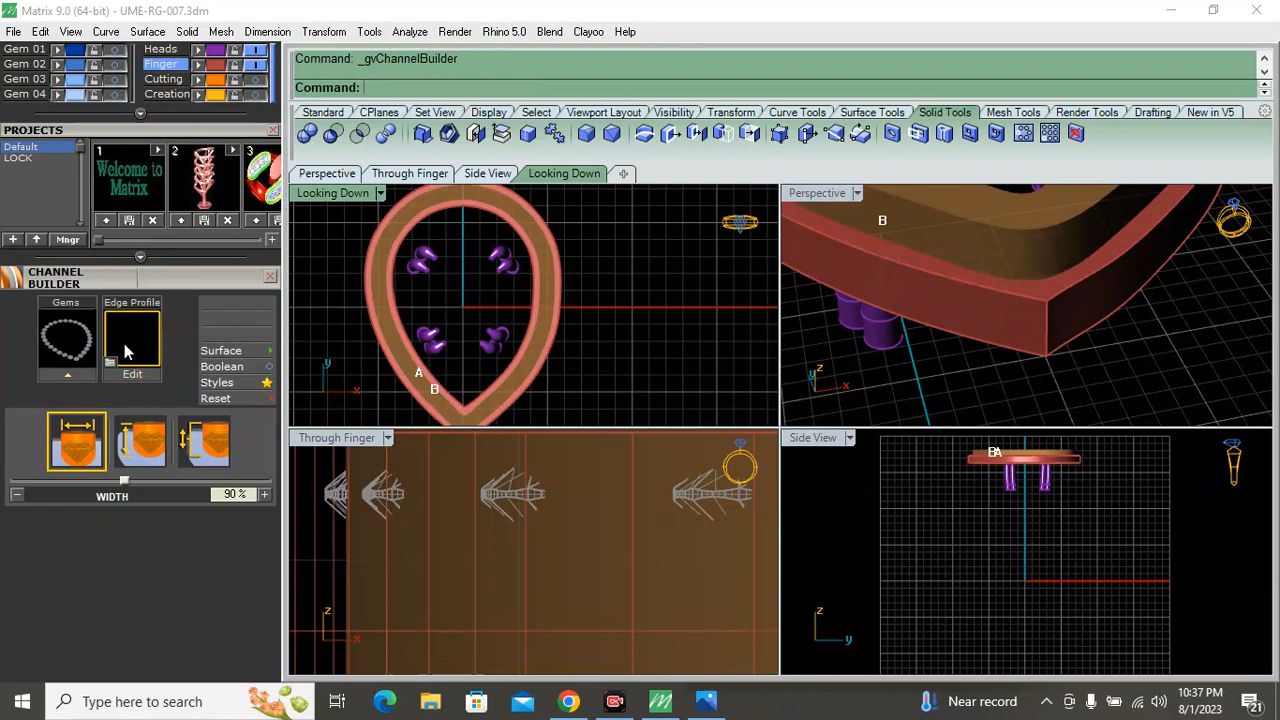 Matrix 9.0 (64-bit) - UME-RG-007.3dm
File Edit View Curve Surface Solid Mesh Dimension Transform Tools Analyze Render Rhino 5.0 Blend Clayoo Help
Gem 01 Heads
Gem 02 Finger
Gem 03 Cutting
Gem 04 Creation
Command: _gvChannelBuilder
Command:
Standard CPlanes Set View Display Select Viewport Layout Visibility Transform Curve Tools Surface Tools Solid Tools Mesh Tools Render Tools Drafting New in V5
PROJECTS
Default
LOCK
1 2 3
Welcome to
Matrix
Mngr
Perspective Through Finger Side View Looking Down
Looking Down
A
B
y
x
Perspective
B
z
y
x
CHANNEL
BUILDER
Gems Edge Profile
Edit
Surface
Boolean
Styles
Reset
WIDTH 90 %
Through Finger
z
x
Side View
BA
z
y
Type here to search
Near record
10:37 PM
8/1/2023
21